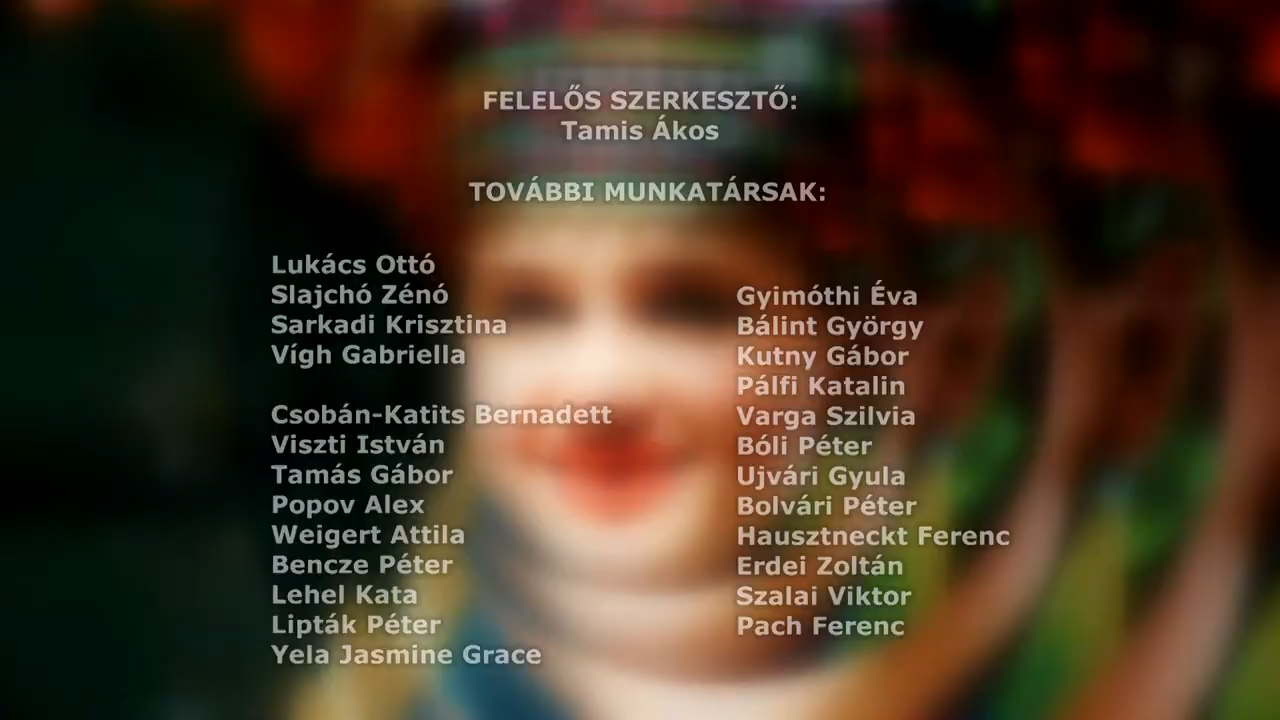 FELELŐS SZERKESZTŐ:
Tamis Ákos
TOVÁBBI MUNKATÁRSAK:
Lukács Ottó
Slajchó Zénó
Sarkadi Krisztina
Vígh Gabriella
Csobán-Katits Bernadett
Viszti István
Tamás Gábor
Popov Alex
Weigert Attila
Bencze Péter
Lehel Kata
Lipták Péter
Yela Jasmine Grace
Gyimóthi Éva
Bálint György
Kutny Gábor
Pálfi Katalin
Varga Szilvia
Bóli Péter
Ujvári Gyula
Bolvári Péter
Hausztneckt Ferenc
Erdei Zoltán
Szalai Viktor
Pach Ferenc